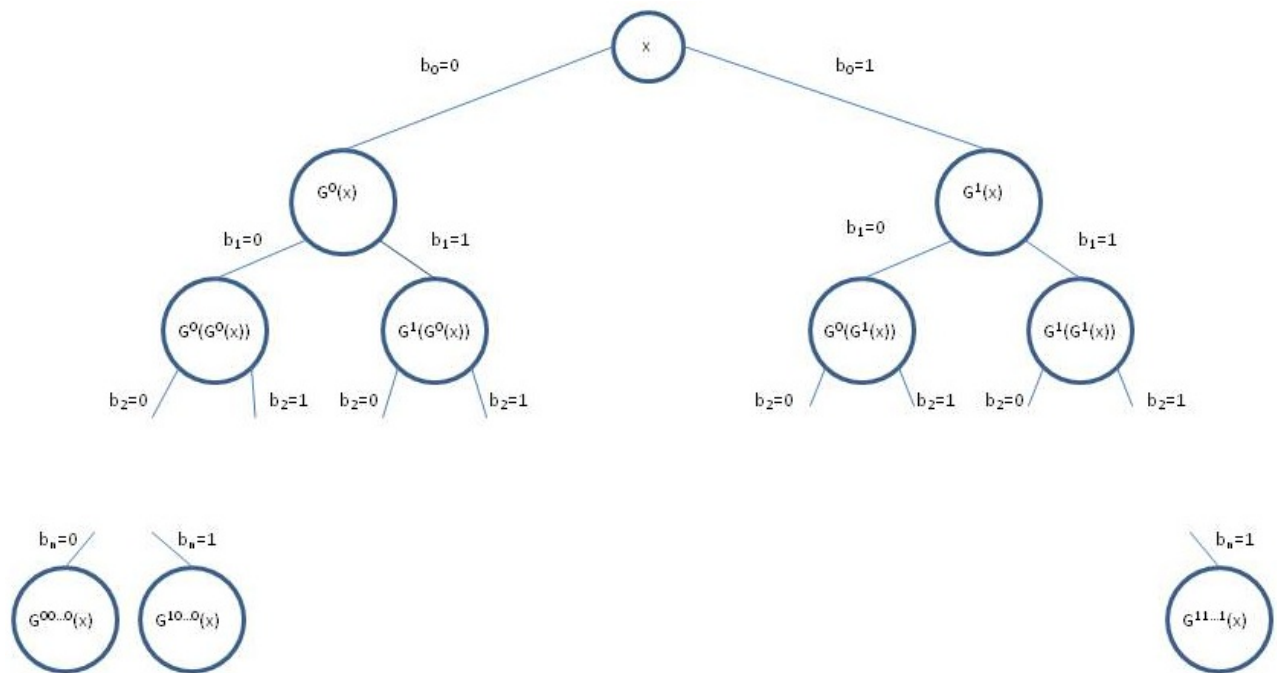 x
b₀=0 b₀=1
G⁰(x) G¹(x)
b₁=0 b₁=1 b₁=0 b₁=1
G⁰(G⁰(x)) G¹(G⁰(x)) G⁰(G¹(x)) G¹(G¹(x))
b₂=0 b₂=1 b₂=0 b₂=1 b₂=0 b₂=1 b₂=0 b₂=1
bₙ=0 bₙ=1 bₙ=1
G⁰⁰···⁰(x) G¹⁰···⁰(x) G¹¹···¹(x)